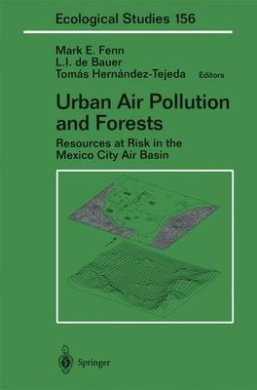 Ecological Studies 156
Mark E. Fenn
L.I. de Bauer
Tomás Hernández-Tejeda Editors
Urban Air Pollution
and Forests
Resources at Risk in the
Mexico City Air Basin
Springer